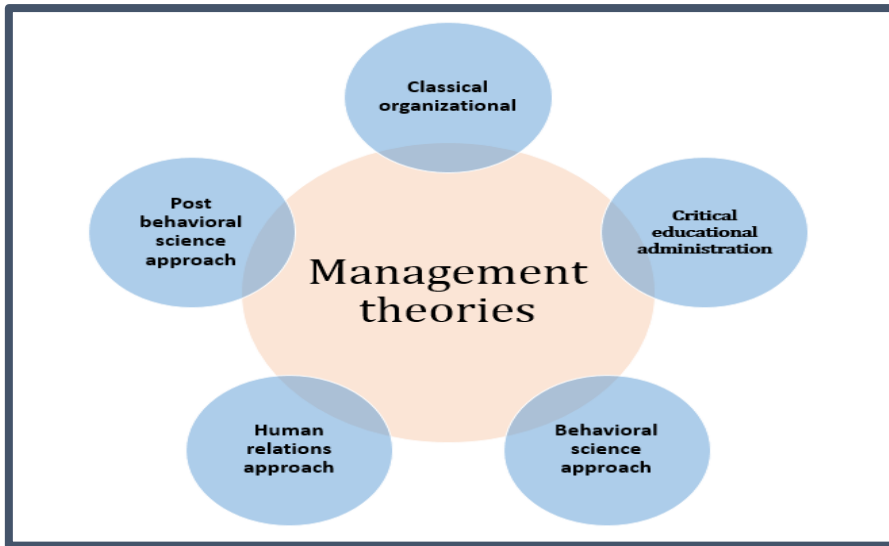 Classical
organizational
Post
behavioral
science
approach
Critical
educational
administration
Management
theories
Human
relations
approach
Behavioral
science
approach